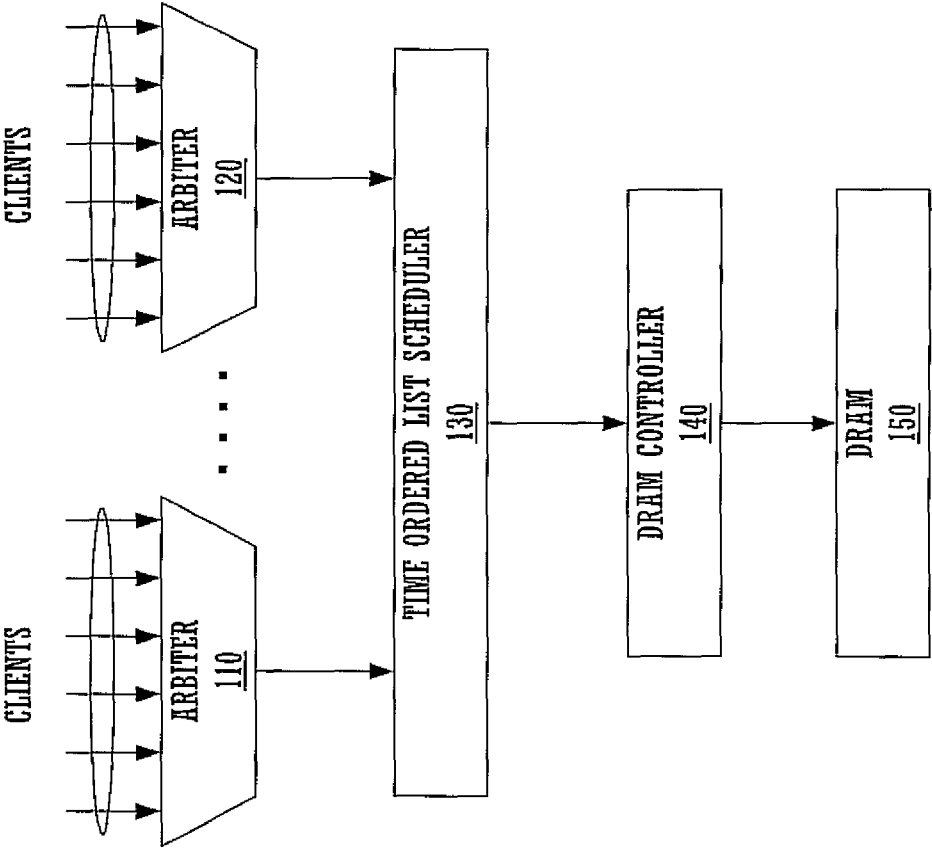 CLIENTS
CLIENTS
ARBITER
110
ARBITER
120
TIME ORDERED LIST SCHEDULER
130
DRAM CONTROLLER
140
DRAM
150